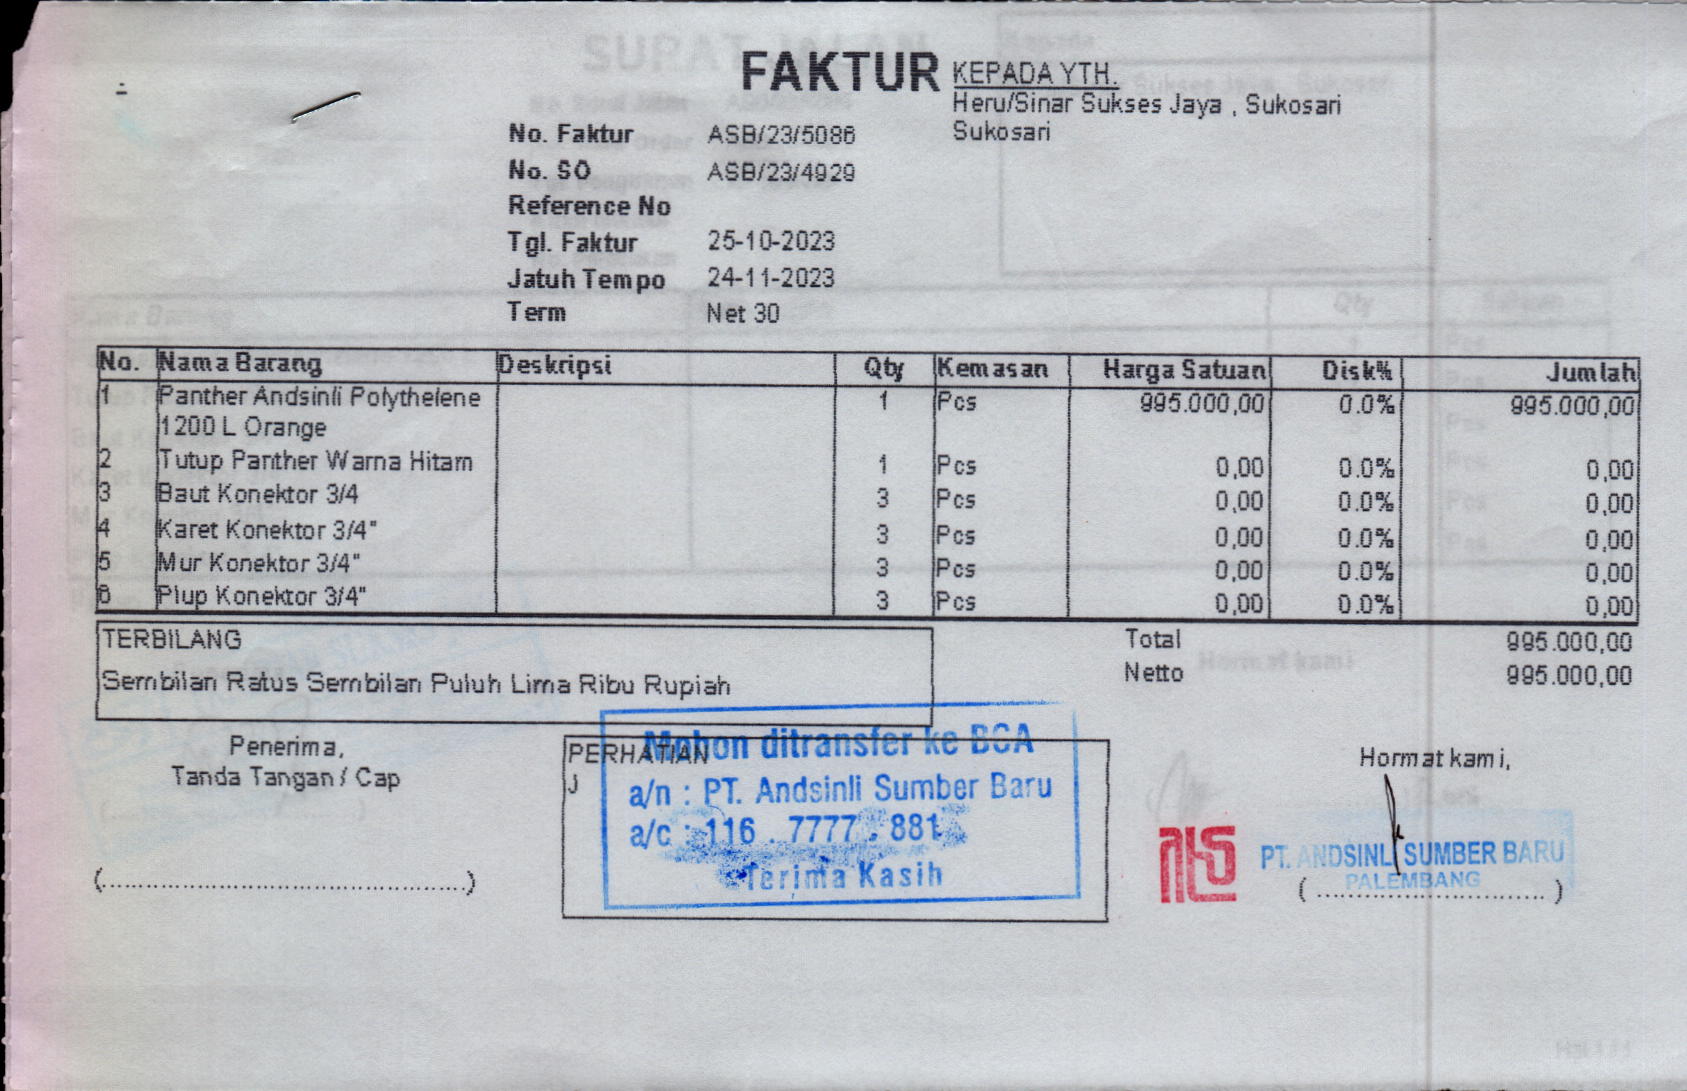 FAKTUR
KEPADA YTH.
Heru/Sinar Sukses Jaya , Sukosari
Sukosari
No. Faktur ASB/23/5086
No. SO ASB/23/4929
Reference No
Tgl. Faktur 25-10-2023
Jatuh Tempo 24-11-2023
Term Net 30
No. Nama Barang Deskripsi Qty Kemasan Harga Satuan Disk% Jumlah
1 Panther Andsinli Polythelene 1 Pcs 995.000,00 0.0% 995.000,00
1200 L Orange
2 Tutup Panther Warna Hitam 1 Pcs 0,00 0.0% 0,00
3 Baut Konektor 3/4 3 Pcs 0,00 0.0% 0,00
4 Karet Konektor 3/4" 3 Pcs 0,00 0.0% 0,00
5 Mur Konektor 3/4" 3 Pcs 0,00 0.0% 0,00
6 Plup Konektor 3/4" 3 Pcs 0,00 0.0% 0,00
TERBILANG
Sembilan Ratus Sembilan Puluh Lima Ribu Rupiah
Total 995.000,00
Netto 995.000,00
Penerima,
Tanda Tangan / Cap
(...............................................)
PERHATIAN
J
Mohon ditransfer ke BCA
a/n : PT. Andsinli Sumber Baru
a/c : 116 . 7777 . 881
Terima Kasih
Hormat kami,
PT. ANDSINLI SUMBER BARU
PALEMBANG
(..............................)